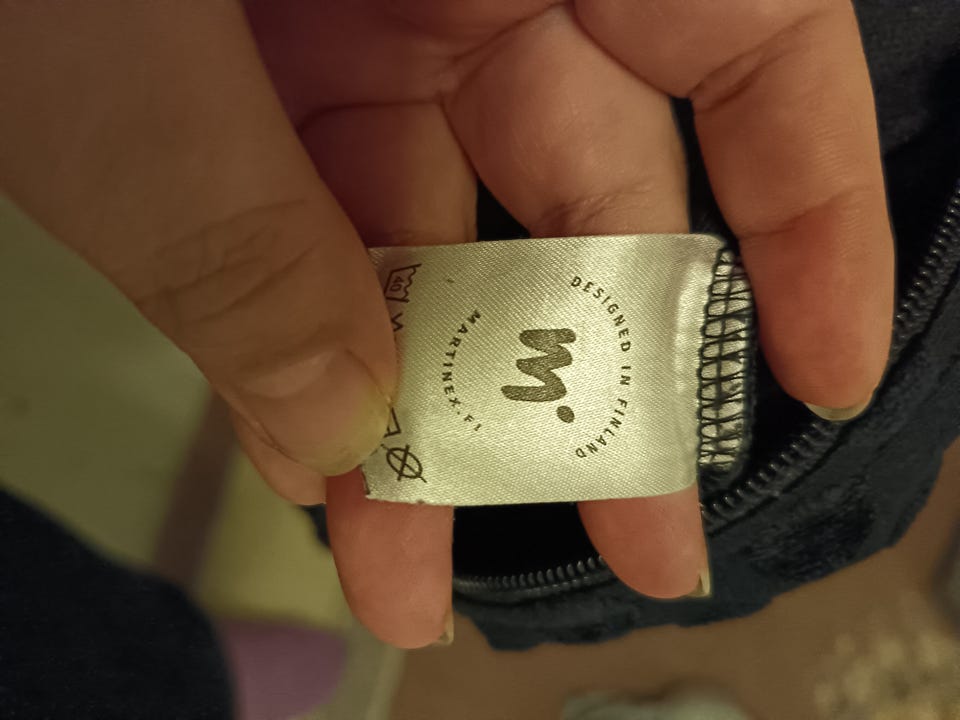 DESIGNED IN FINLAND
m.
MARTINEX.FI
40